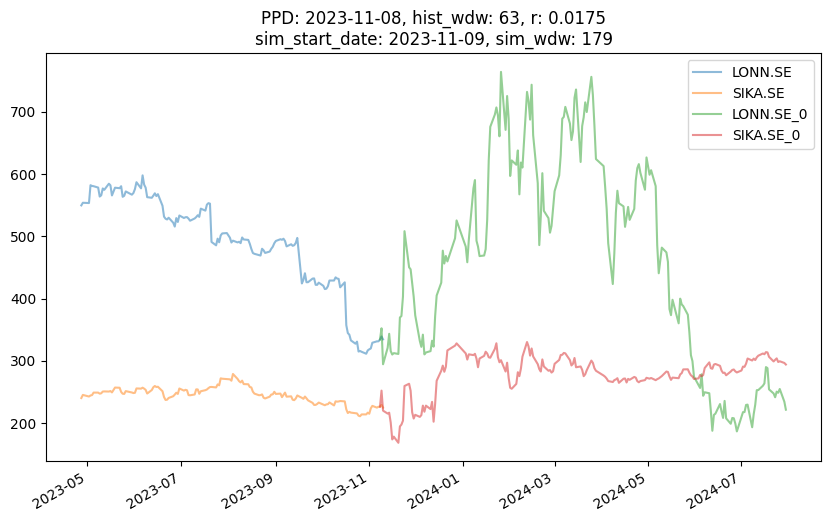 PPD: 2023-11-08, hist_wdw: 63, r: 0.0175
sim_start_date: 2023-11-09, sim_wdw: 179
LONN.SE
SIKA.SE
LONN.SE_0
SIKA.SE_0
700
600
500
400
300
200
2023-05
2023-07
2023-09
2023-11
2024-01
2024-03
2024-05
2024-07